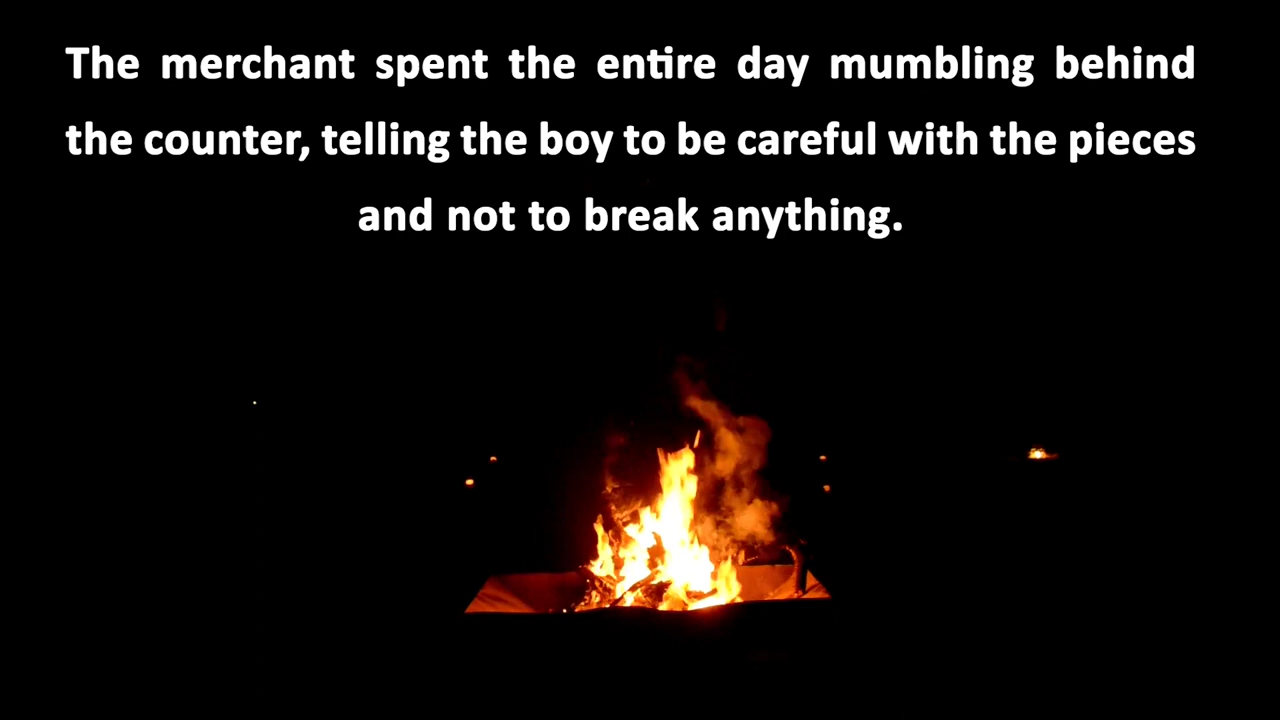 The merchant spent the entire day mumbling behind
the counter, telling the boy to be careful with the pieces
and not to break anything.